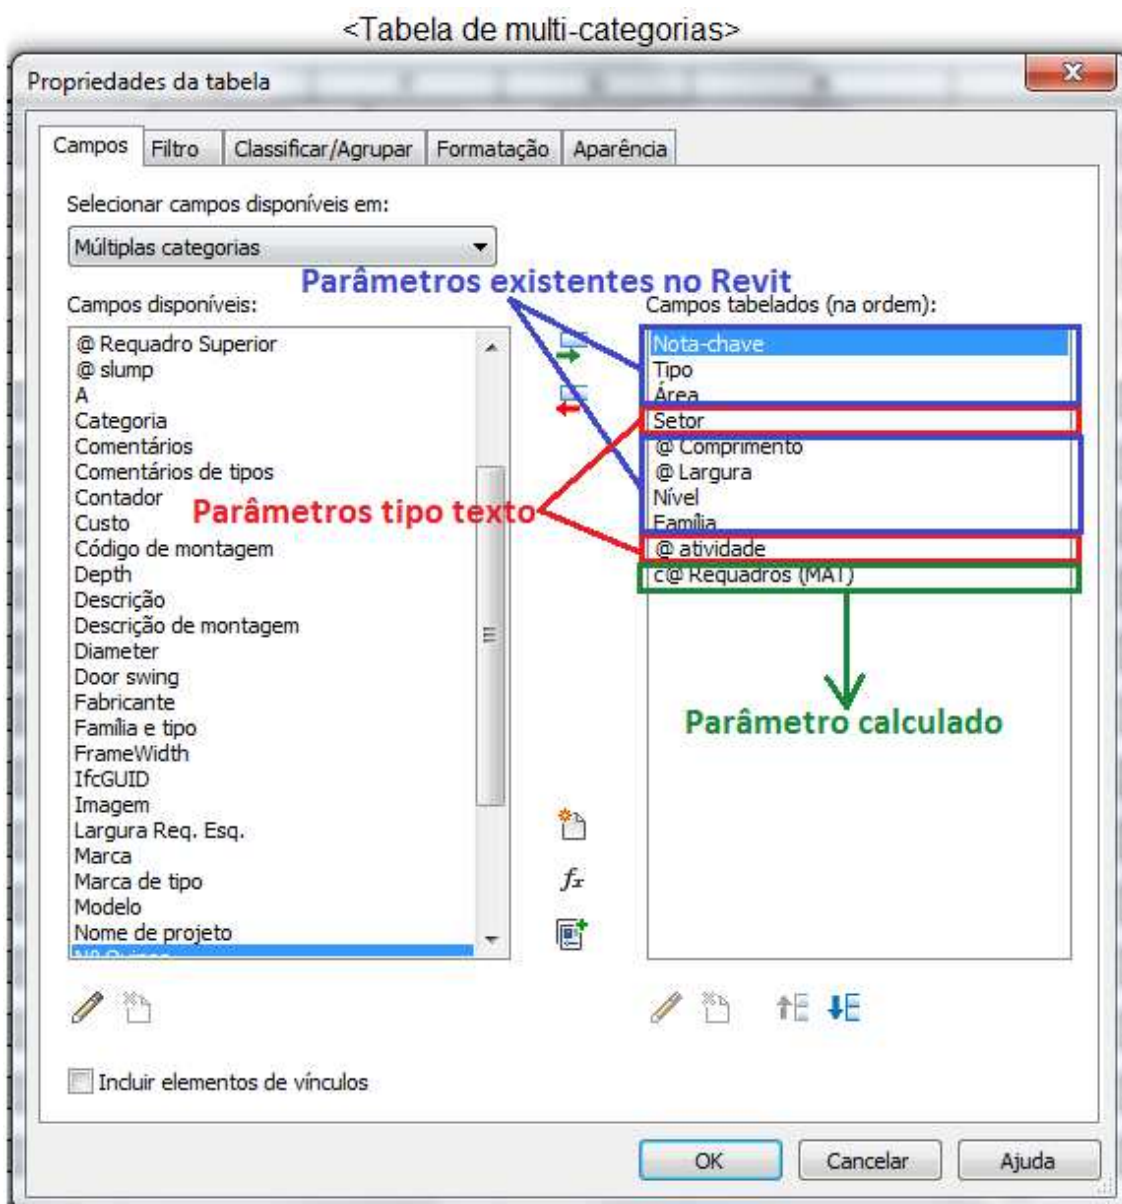 <Tabela de multi-categorias>
Propriedades da tabela
x
Campos
Filtro
Classificar/Agrupar
Formatação
Aparência
Selecionar campos disponíveis em:
Múltiplas categorias
Parâmetros existentes no Revit
Campos disponíveis:
@ Requadro Superior
@ slump
A
Categoria
Comentários
Comentários de tipos
Contador
Custo
Código de montagem
Depth
Descrição
Descrição de montagem
Diameter
Door swing
Fabricante
Família e tipo
FrameWidth
IfcGUID
Imagem
Largura Req. Esq.
Marca
Marca de tipo
Modelo
Nome de projeto
Parâmetros tipo texto
Campos tabelados (na ordem):
Nota-chave
Tipo
Área
Setor
@ Comprimento
@ Largura
Nível
Família
@ atividade
c@ Requadros (MAT)
Parâmetro calculado
fx
Incluir elementos de vínculos
OK
Cancelar
Ajuda